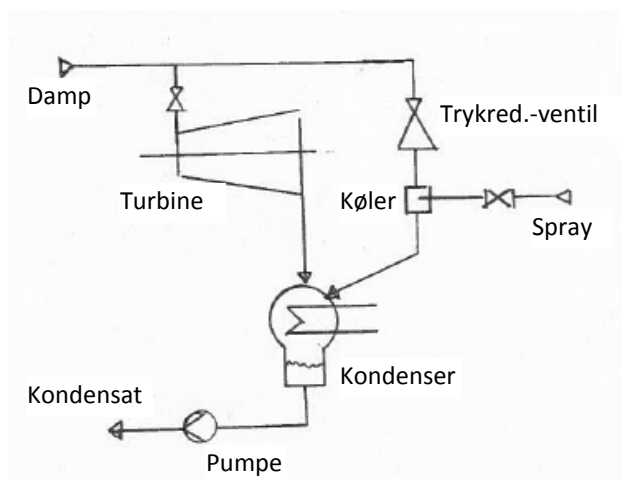 Damp
Trykred.-ventil
Turbine
Køler
Spray
Kondenser
Kondensat
Pumpe